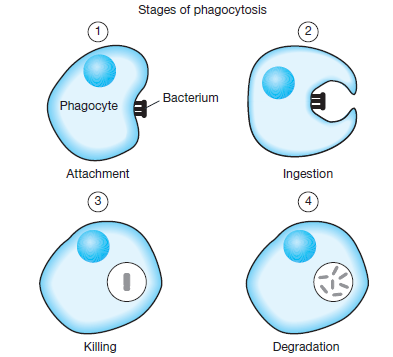 Stages of phagocytosis
1
2
Phagocyte
Bacterium
Attachment
Ingestion
3
4
Killing
Degradation